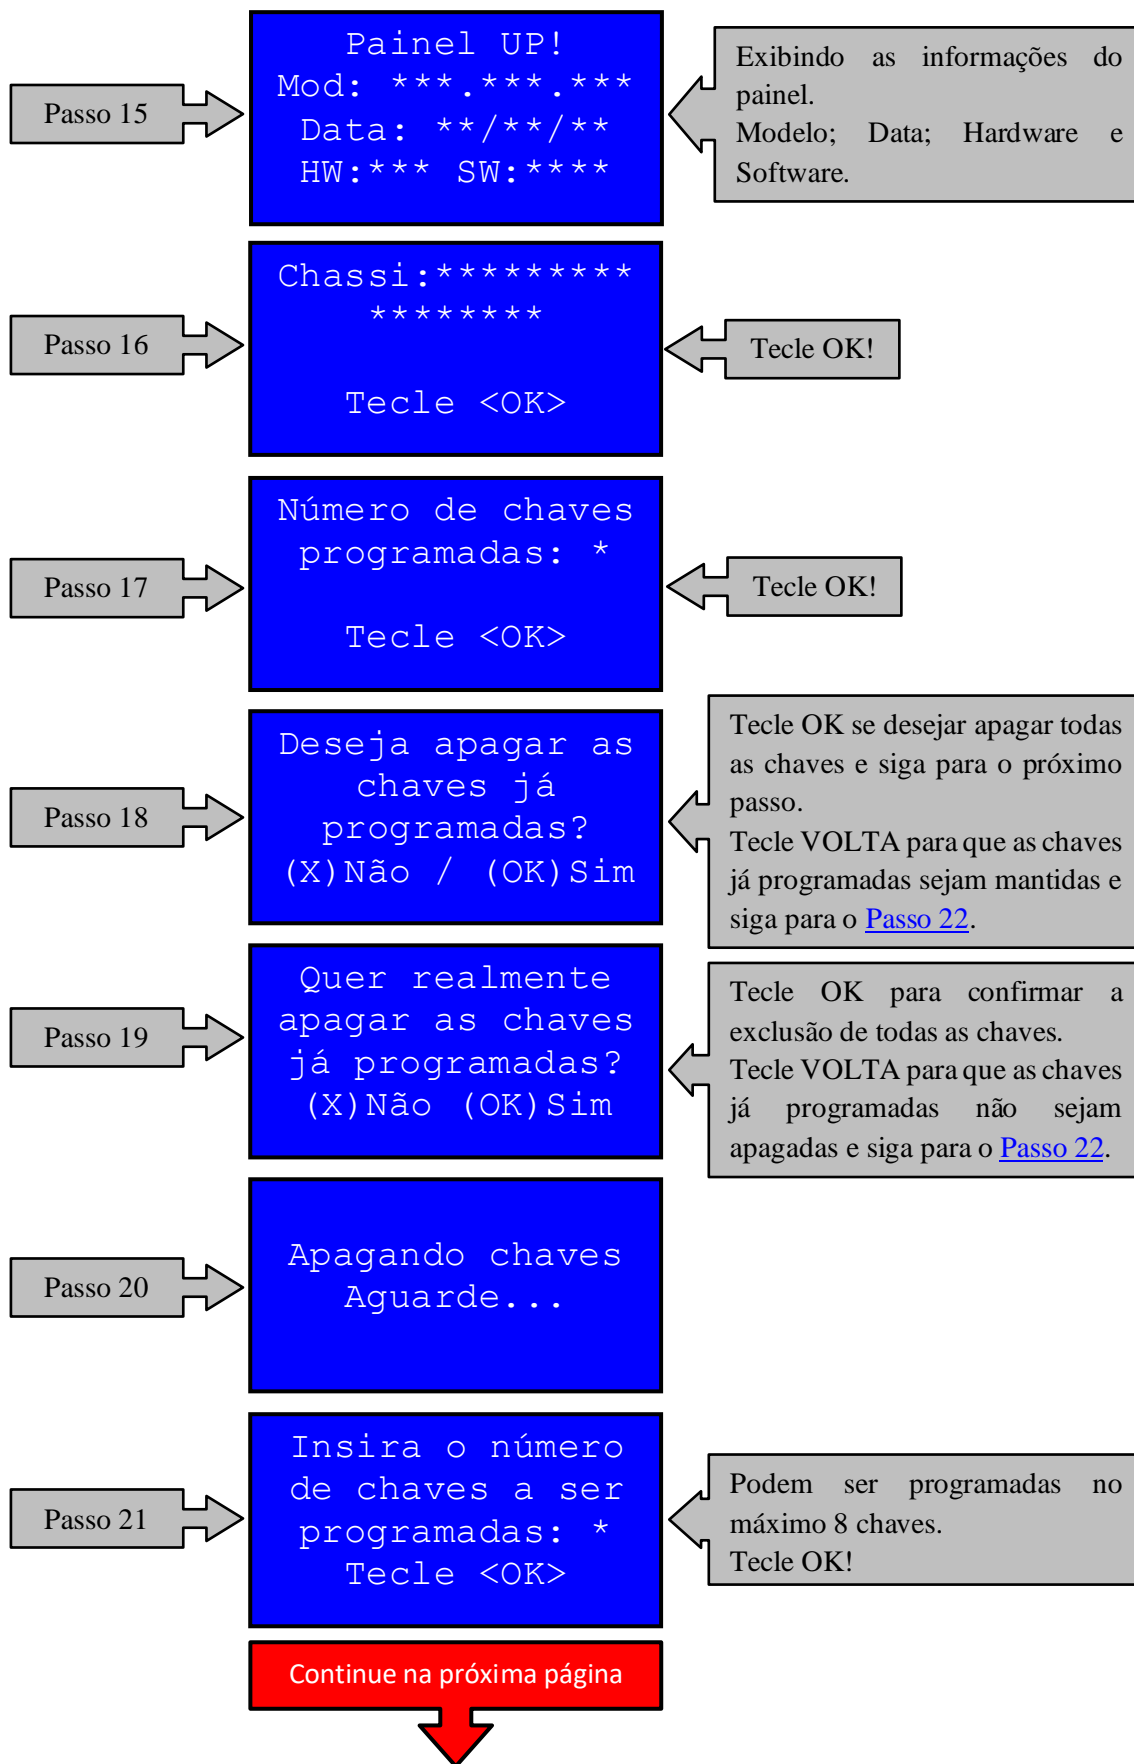 Passo 15
Painel UP!
Mod: ***.***.***
Data: **/**/**
HW:*** SW:****
Exibindo as informações do
painel.
Modelo; Data; Hardware e
Software.
Passo 16
Chassi:*********
********
Tecle <OK>
Tecle OK!
Passo 17
Número de chaves
programadas: *
Tecle <OK>
Tecle OK!
Passo 18
Deseja apagar as
chaves já
programadas?
(X)Não / (OK)Sim
Tecle OK se desejar apagar todas
as chaves e siga para o próximo
passo.
Tecle VOLTA para que as chaves
já programadas sejam mantidas e
siga para o Passo 22.
Passo 19
Quer realmente
apagar as chaves
já programadas?
(X)Não (OK)Sim
Tecle OK para confirmar a
exclusão de todas as chaves.
Tecle VOLTA para que as chaves
já programadas não sejam
apagadas e siga para o Passo 22.
Passo 20
Apagando chaves
Aguarde...
Passo 21
Insira o número
de chaves a ser
programadas: *
Tecle <OK>
Podem ser programadas no
máximo 8 chaves.
Tecle OK!
Continue na próxima página